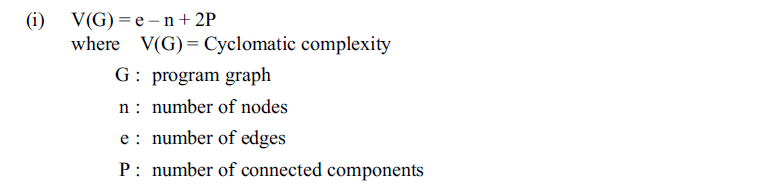 (i) V(G) = e – n + 2P
where V(G) = Cyclomatic complexity
G : program graph
n : number of nodes
e : number of edges
P : number of connected components